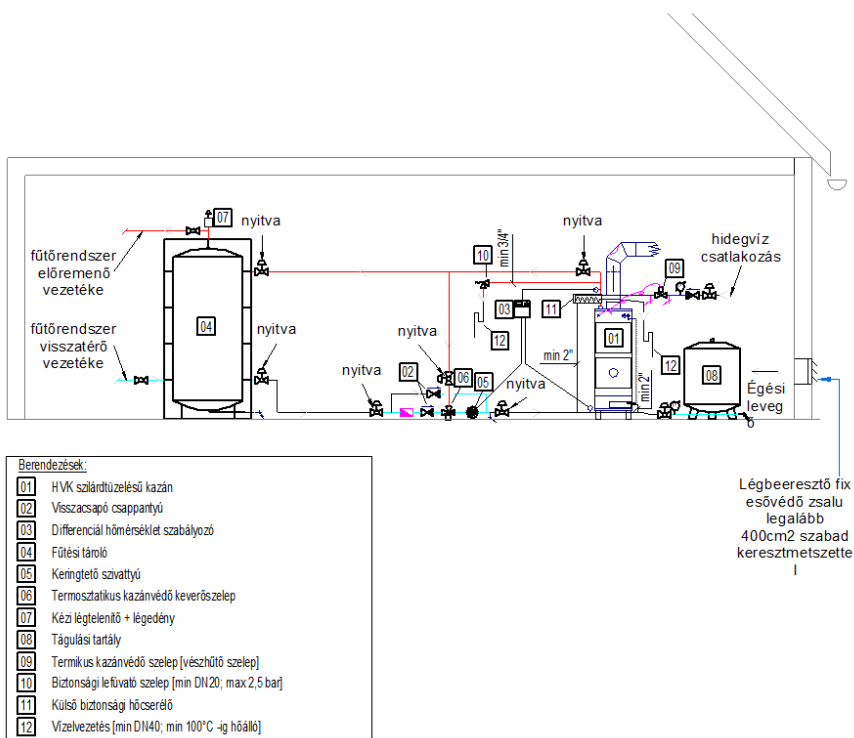 07
nyitva
nyitva
fűtőrendszer
előremenő
vezetéke
10
min 3/4"
09
hidegvíz
csatlakozás
03
11
fűtőrendszer
visszatérő
vezetéke
04
nyitva
nyitva
12
01
12
min 2"
nyitva
02
06
05
nyitva
min 2"
08
Égési
leveg
ő
Légbeeresztő fix
esővédő zsalu
legalább
400cm2 szabad
keresztmetszette
l
Berendezések:
01 HVK szilárdtüzelésű kazán
02 Visszacsapó csappantyú
03 Differenciál hőmérséklet szabályozó
04 Fűtési tároló
05 Keringtető szivattyú
06 Termosztatikus kazánvédő keverőszelep
07 Kézi légtelenítő + légedény
08 Tágulási tartály
09 Termikus kazánvédő szelep [vészhűtő szelep]
10 Biztonsági lefúvató szelep [min DN20; max 2,5 bar]
11 Külső biztonsági hőcserélő
12 Vízelvezetés [min DN40; min 100°C -ig hőálló]